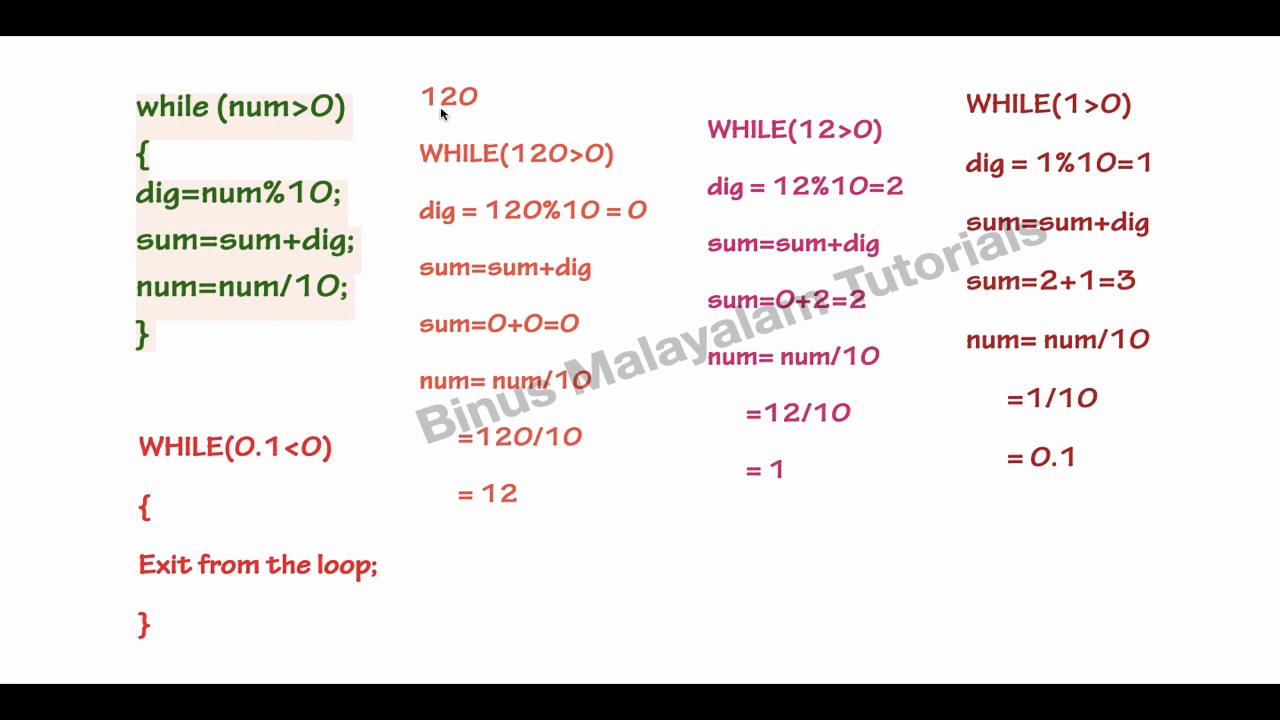 while (num>0)
{
dig=num%10;
sum=sum+dig;
num=num/10;
}
WHILE(0.1<0)
{
Exit from the loop;
}
120
WHILE(120>0)
dig = 120%10 = 0
sum=sum+dig
sum=0+0=0
num= num/10
=120/10
= 12
WHILE(12>0)
dig = 12%10=2
sum=sum+dig
sum=0+2=2
num= num/10
=12/10
= 1
WHILE(1>0)
dig = 1%10=1
sum=sum+dig
sum=2+1=3
num= num/10
=1/10
= 0.1
Binus Malayalam Tutorials